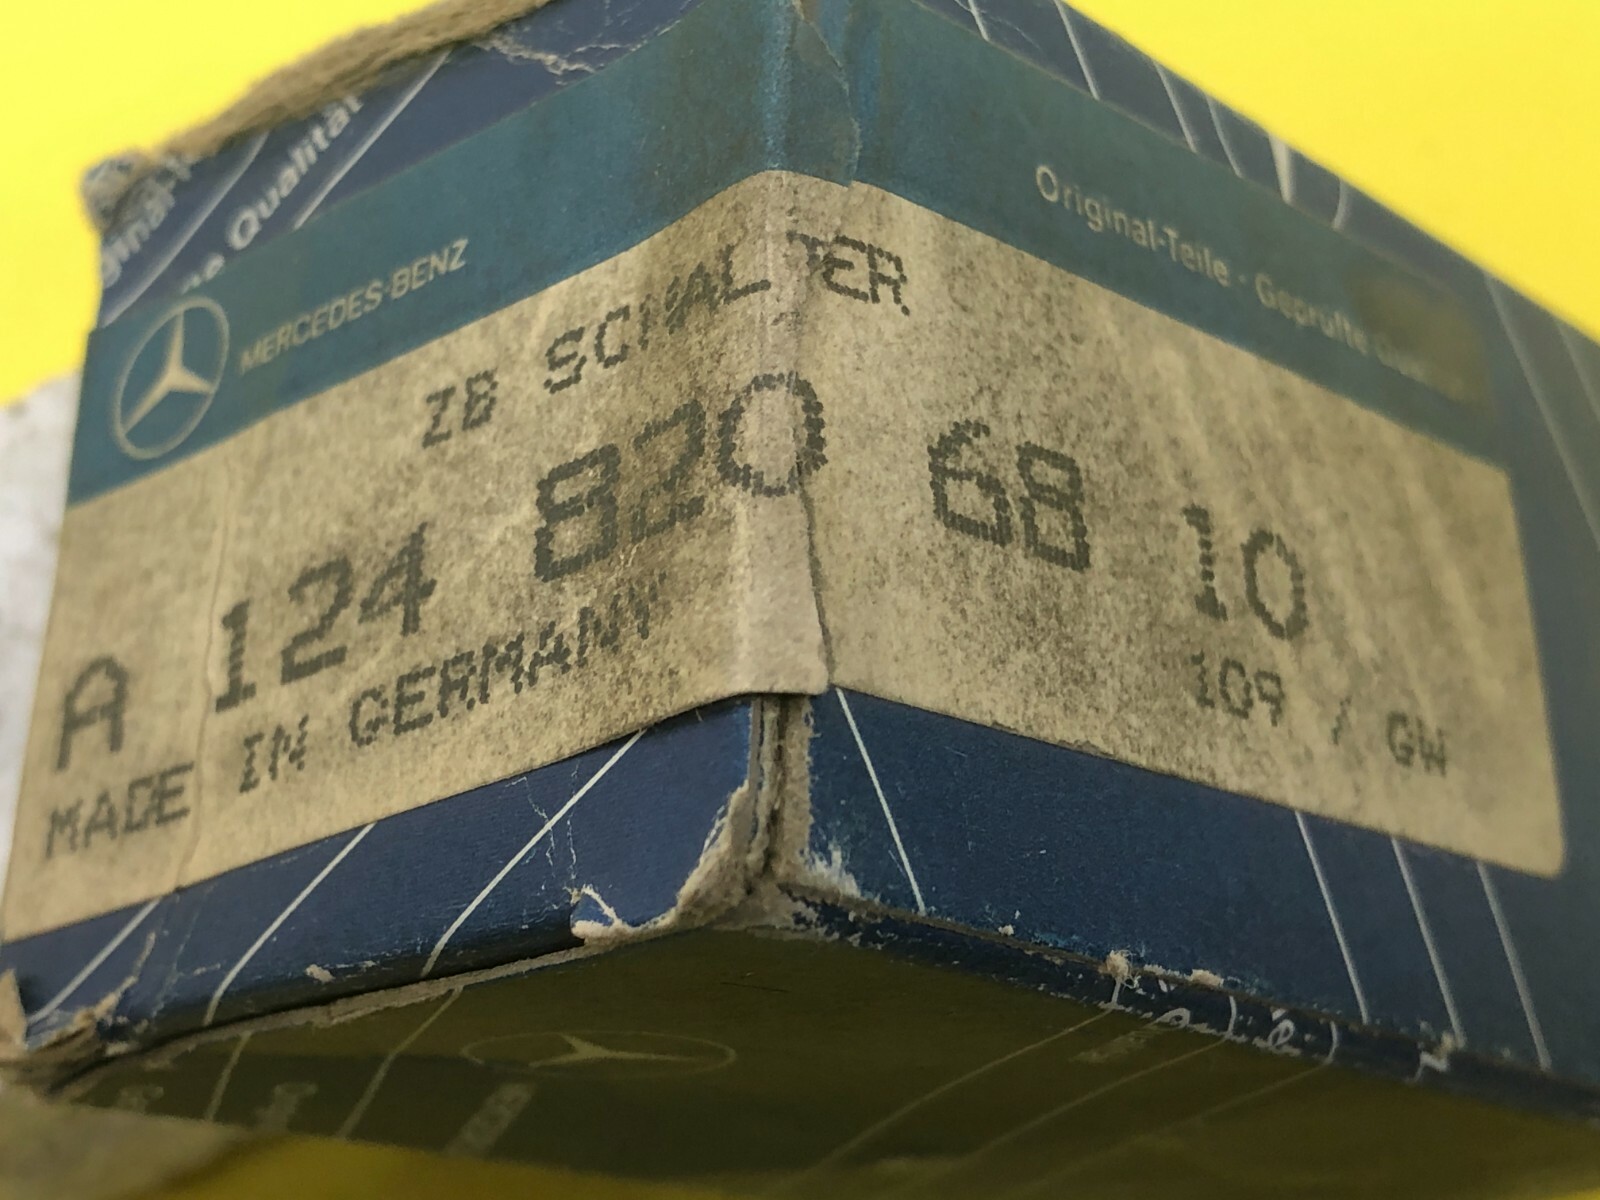 Qualität
MERCEDES-BENZ
Original-Teile · Geprüfte
ZB SCHALTER
A 124 820 68 10
MADE IN GERMANY
109 / GW